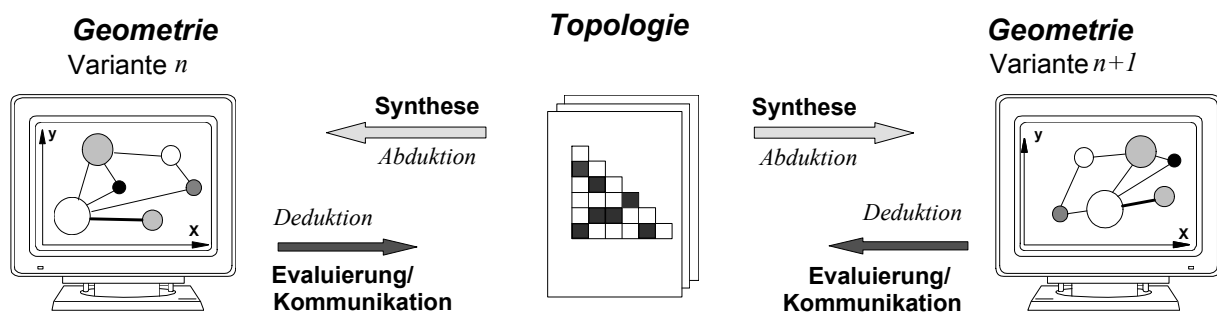 Geometrie
Variante n
y
x
Synthese
Abduktion
Deduktion
Evaluierung/
Kommunikation
Topologie
Synthese
Abduktion
Deduktion
Evaluierung/
Kommunikation
Geometrie
Variante n+1
y
x